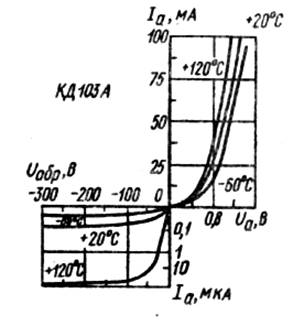 Iа, мА
100
+20°C
75
+120°C
КД103А
50
25
Uобр, В
-60°C
-300 -200 -100 0
0,8 Uа, В
-60°C
0,1
+20°C
1
+120°C
10
Iа, мкА